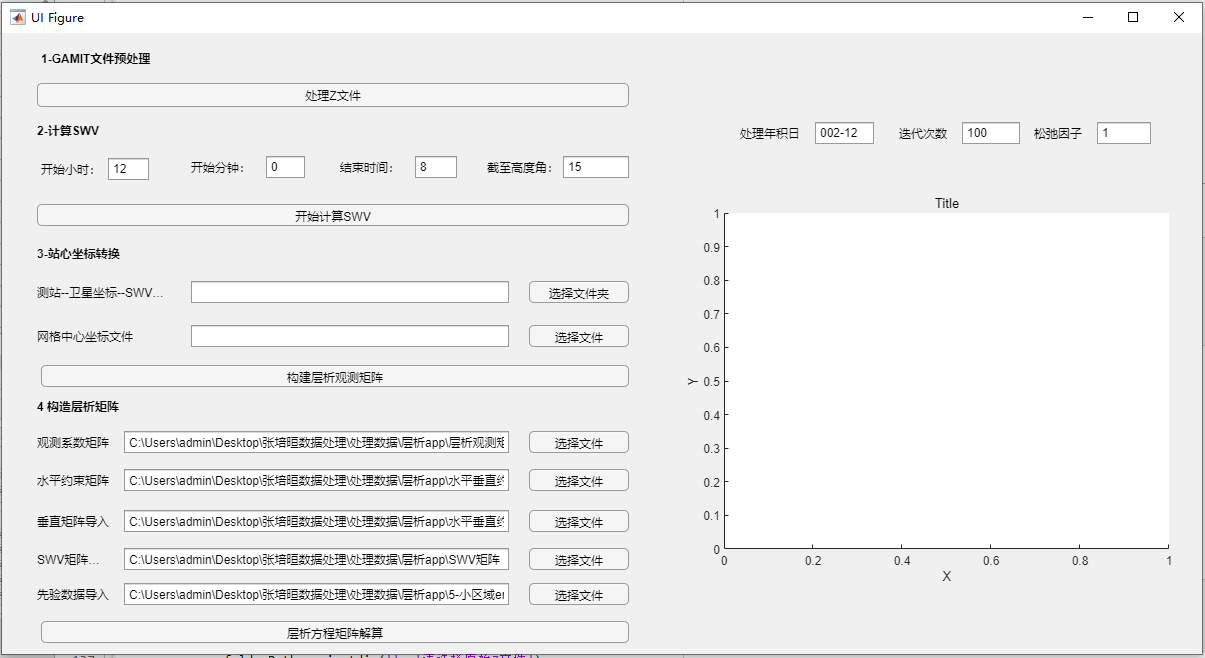 UI Figure
1-GAMIT文件预处理
处理Z文件
2-计算SWV
开始小时： 12 开始分钟： 0 结束时间： 8 截至高度角： 15
开始计算SWV
3-站心坐标转换
测站--卫星坐标--SWV... 选择文件夹
网格中心坐标文件 选择文件
构建层析观测矩阵
4 构造层析矩阵
观测系数矩阵 C:\Users\admin\Desktop\张培晅数据处理\处理数据\层析app\层析观测矩 选择文件
水平约束矩阵 C:\Users\admin\Desktop\张培晅数据处理\处理数据\层析app\水平垂直约 选择文件
垂直矩阵导入 C:\Users\admin\Desktop\张培晅数据处理\处理数据\层析app\水平垂直约 选择文件
SWV矩阵... C:\Users\admin\Desktop\张培晅数据处理\处理数据\层析app\SWV矩阵 选择文件
先验数据导入 C:\Users\admin\Desktop\张培晅数据处理\处理数据\层析app\5-小区域er 选择文件
层析方程矩阵解算
处理年积日 002-12 迭代次数 100 松弛因子 1
Title
1
0.9
0.8
0.7
0.6
0.5
0.4
0.3
0.2
0.1
0
Y
0 0.2 0.4 0.6 0.8 1
X